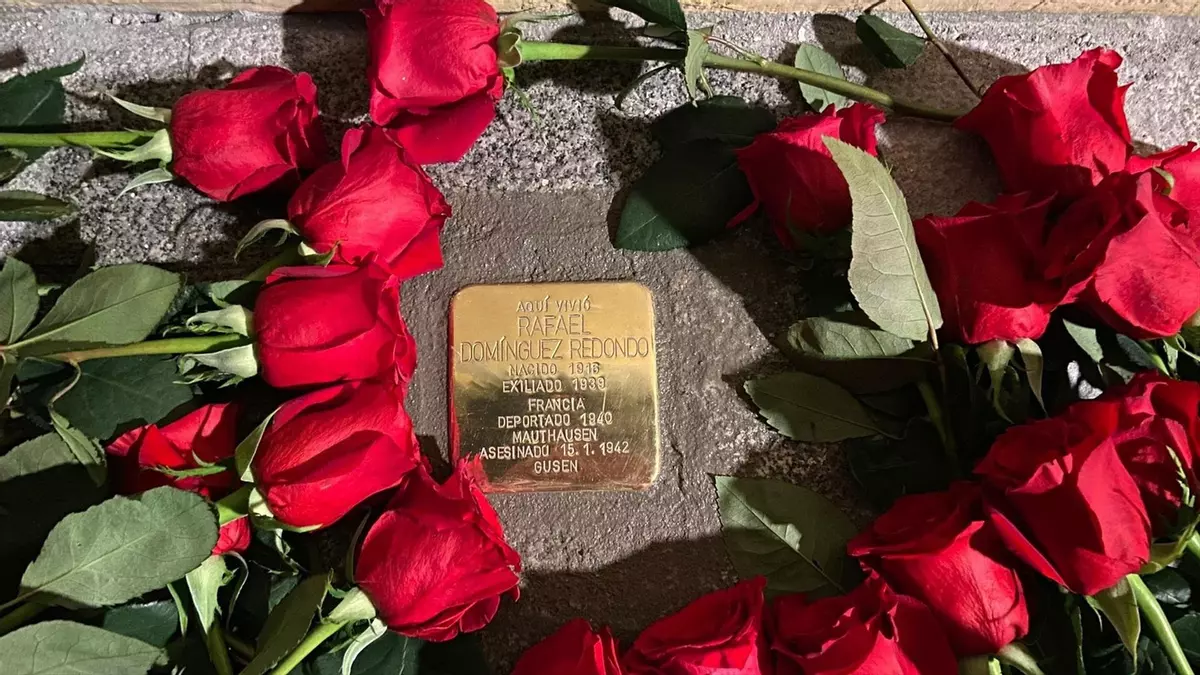 AQUÍ VIVIÓ
RAFAEL
DOMÍNGUEZ REDONDO
NACIDO 1916
EXILIADO 1939
FRANCIA
DEPORTADO 1940
MAUTHAUSEN
ASESINADO 15.1.1942
GUSEN